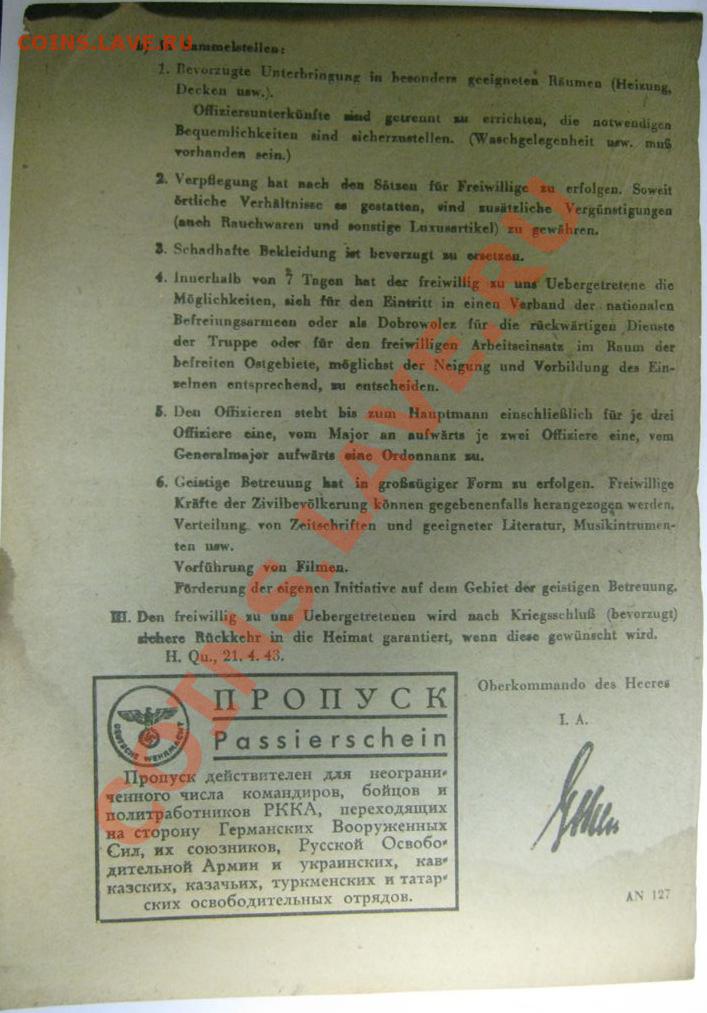 COINS.LAVE.RU
b) In Sammelstellen:
1. Bevorzugte Unterbringung in besonders geeigneten Räumen (Heizung,
Decken usw.).
Offiziersunterkünfte sind getrennt zu errichten, die notwendigen
Bequemlichkeiten sind sicherzustellen. (Waschgelegenheit usw. muß
vorhanden sein.)
2. Verpflegung hat nach den Sätzen für Freiwillige zu erfolgen. Soweit
örtliche Verhältnisse es gestatten, sind zusätzliche Vergünstigungen
(auch Rauchwaren und sonstige Luxusartikel) zu gewähren.
3. Schadhafte Bekleidung ist bevorzugt zu ersetzen.
4. Innerhalb von 7 Tagen hat der freiwillig zu uns Uebergetretene die
Möglichkeiten, sich für den Eintritt in einen Verband der nationalen
Befreiungsarmeen oder als Dobrowolez für die rückwärtigen Dienste
der Truppe oder für den freiwilligen Arbeitseinsatz im Raum der
befreiten Ostgebiete, möglichst der Neigung und Vorbildung des Ein-
zelnen entsprechend, zu entscheiden.
5. Den Offizieren steht bis zum Hauptmann einschließlich für je drei
Offiziere eine, vom Major an aufwärts je zwei Offiziere eine, vom
Generalmajor aufwärts eine Ordonnanz zu.
6. Geistige Betreuung hat in großzügiger Form zu erfolgen. Freiwillige
Kräfte der Zivilbevölkerung können gegebenenfalls herangezogen werden.
Verteilung von Zeitschriften und geeigneter Literatur, Musikintrumen-
ten usw.
Vorführung von Filmen.
Förderung der eigenen Initiative auf dem Gebiet der geistigen Betreuung.
III. Den freiwillig zu uns Uebergetretenen wird nach Kriegsschluß (bevorzugt)
sichere Rückkehr in die Heimat garantiert, wenn diese gewünscht wird.
H. Qu., 21. 4. 43.
Oberkommando des Heeres
I. A.
ПРОПУСК
Passierschein
DEUTSCHE WEHRMACHT
Пропуск действителен для неограни-
ченного числа командиров, бойцов и
политработников РККА, переходящих
на сторону Германских Вооруженных
Сил, их союзников, Русской Освобо-
дительной Армии и украинских, кав-
казских, казачьих, туркменских и татар-
ских освободительных отрядов.
AN 127
COINS.LAVE.RU